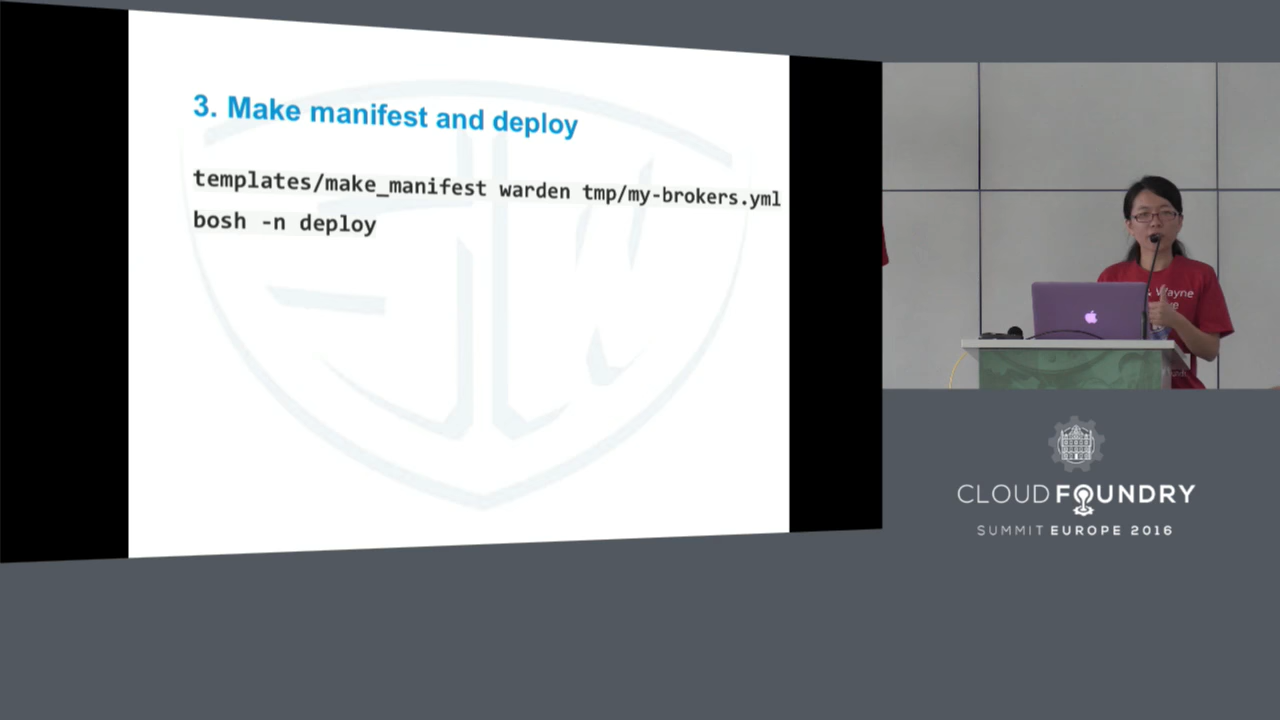 3. Make manifest and deploy
templates/make_manifest warden tmp/my-brokers.yml
bosh -n deploy
Wayne
CLOUD FOUNDRY
SUMMIT EUROPE 2016